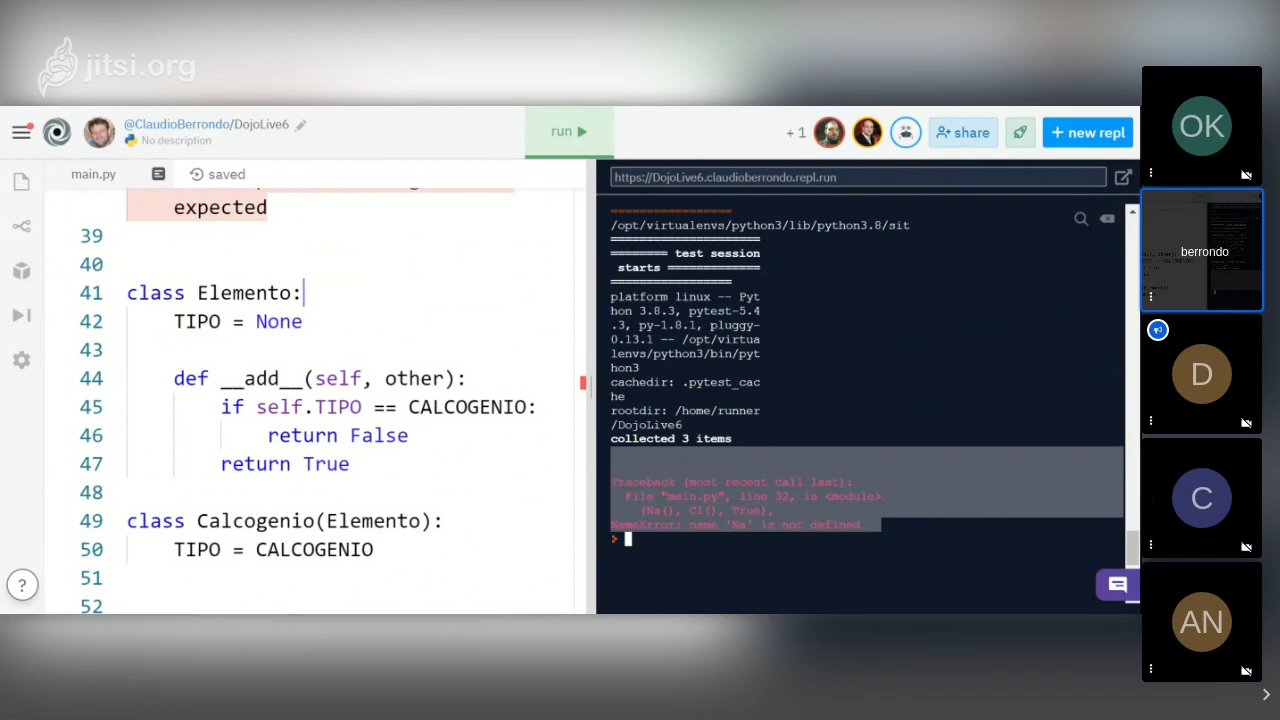 jitsi.org
@ClaudioBerrondo/DojoLive6
No description
run
+ 1
share
+ new repl
main.py
saved
https://DojoLive6.claudioberrondo.repl.run
expected
39
40
41 class Elemento:
42 TIPO = None
43
44 def __add__(self, other):
45 if self.TIPO == CALCOGENIO:
46 return False
47 return True
48
49 class Calcogenio(Elemento):
50 TIPO = CALCOGENIO
51
52
?
=================
/opt/virtualenvs/python3/lib/python3.8/sit
=====================
======== test session
starts =============
=================
platform linux -- Pyt
hon 3.8.3, pytest-5.4
.3, py-1.8.1, pluggy-
0.13.1 -- /opt/virtua
lenvs/python3/bin/pyt
hon3
cachedir: .pytest_cac
he
rootdir: /home/runner
/DojoLive6
collected 3 items
Traceback (most recent call last):
File "main.py", line 32, in <module>
(Na(), Cl(), True),
NameError: name 'Na' is not defined
>
OK
berrondo
D
C
AN